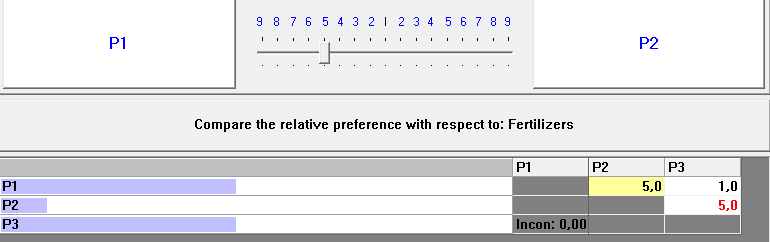 P1
9 8 7 6 5 4 3 2 1 2 3 4 5 6 7 8 9
P2
Compare the relative preference with respect to: Fertilizers
P1 P2 P3
P1 5,0 1,0
P2 5,0
P3 Incon: 0,00